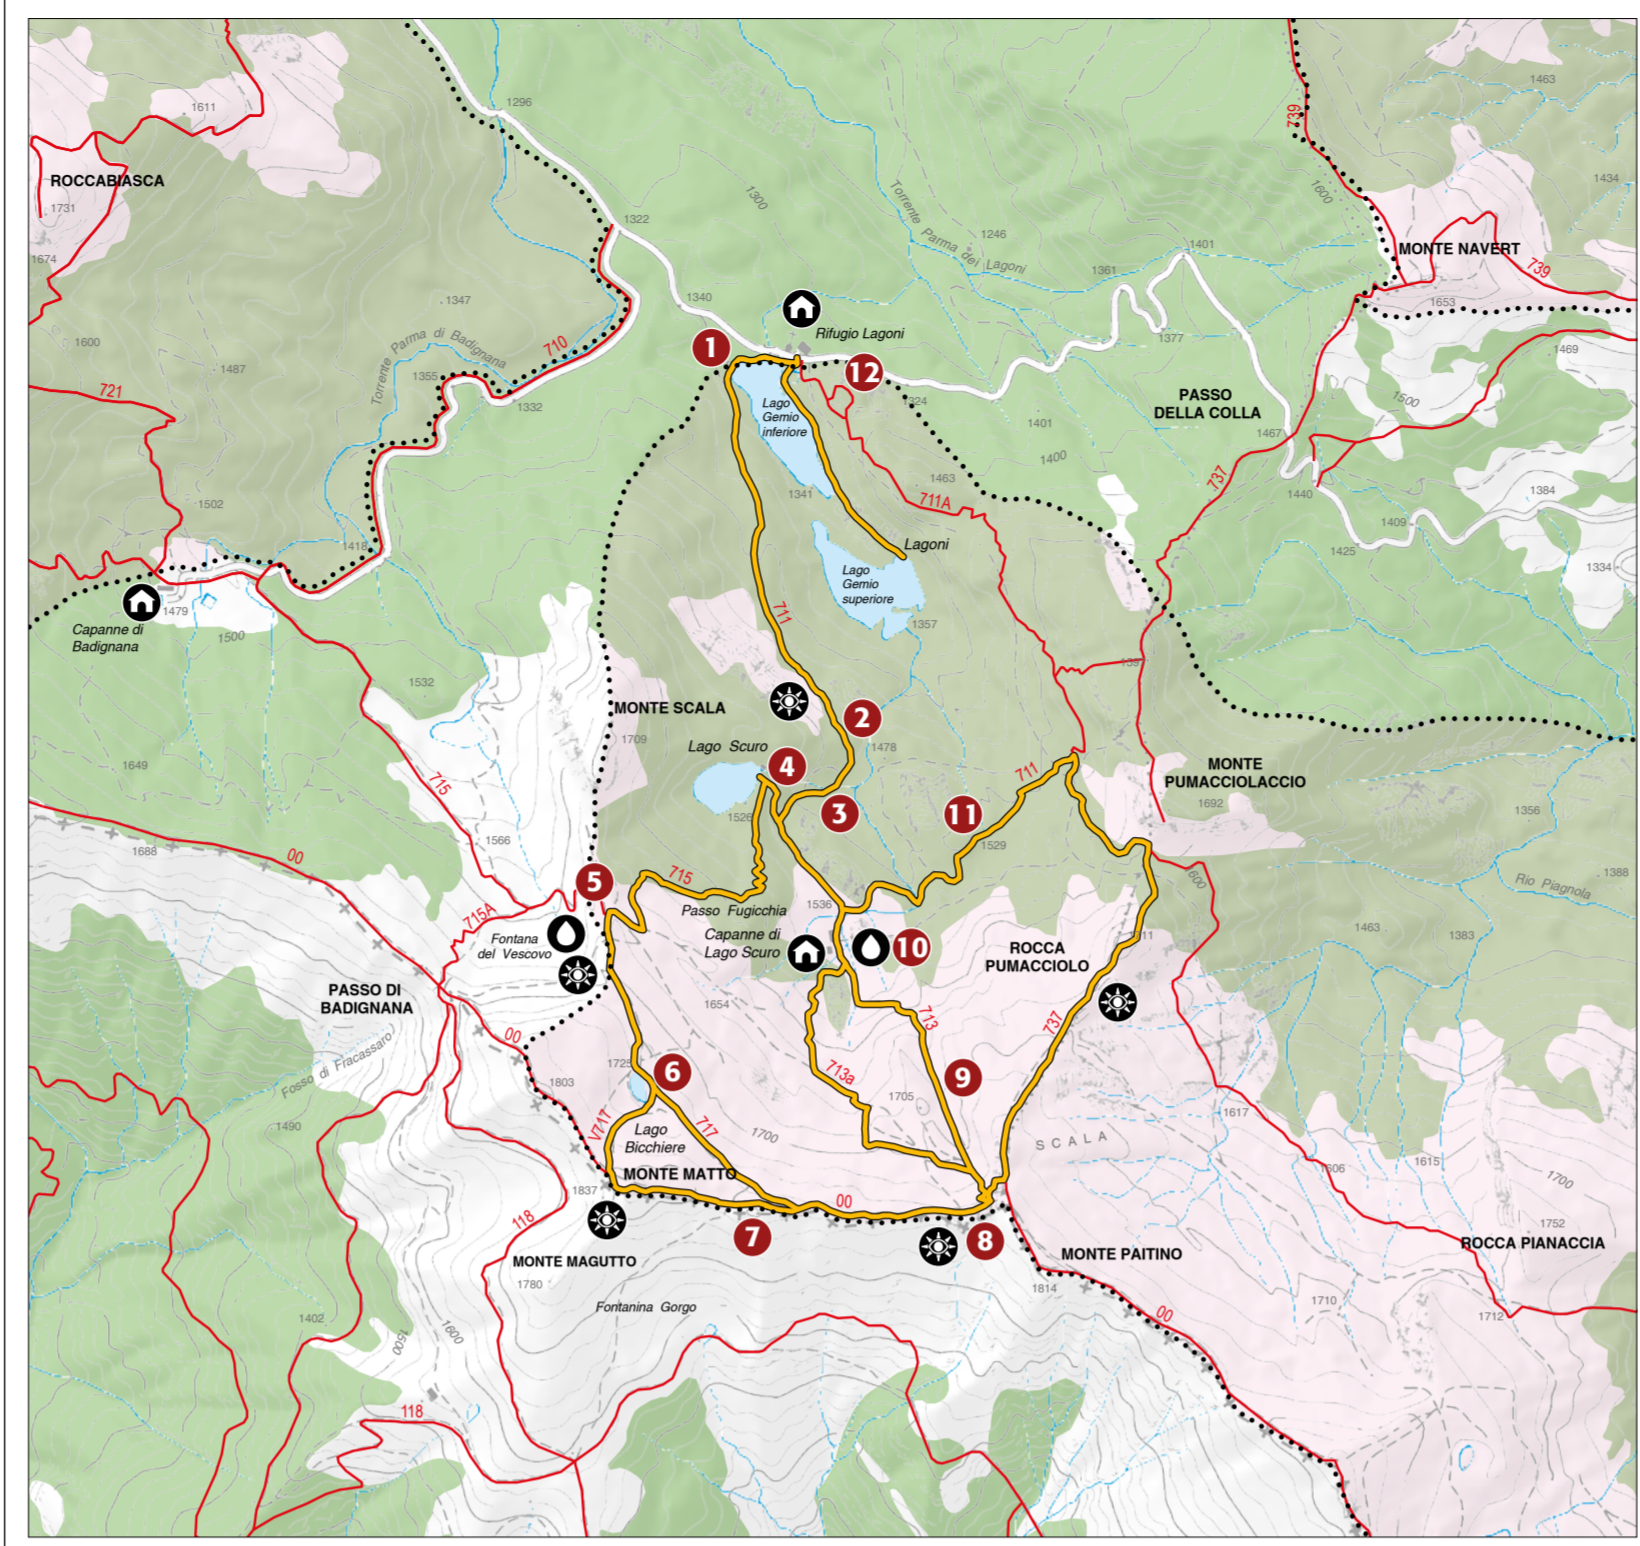 1296
1611
ROCCABIASCA
1731
1674
1322
1300
Torrente Parma dei Lagoni
1246
1401
1361
1377
739
1600
1463
1434
MONTE NAVERT
739
1653
1469
1347
1340
Rifugio Lagoni
1
12
1600
Torrente Parma di Badignana
710
1487
1355
1332
721
Lago
Gemio
inferiore
1324
1401
1400
1463
PASSO
DELLA COLLA
1467
1500
737
1440
1384
1409
1425
1334
1502
1418
1341
711A
Lagoni
Lago
Gemio
superiore
1357
1479
Capanne di
Badignana
1500
1532
711
MONTE SCALA
1709
2
1478
Lago Scuro
4
3
1526
1649
715
711
11
1529
MONTE
PUMACCIOLACCIO
1692
1356
1388
Rio Piagnola
1688
00
1566
5
715
Passo Fugicchia
1536
1600
Capanne di
Lago Scuro
10
ROCCA
PUMACCIOLO
1463
1383
715A
Fontana
del Vescovo
PASSO DI
BADIGNANA
00
Fosso di Fracassaro
1654
713
737
1725
6
1803
713a
1705
9
1490
V717
717
1700
Lago
Bicchiere
MONTE MATTO
SCALA
1617
1606
1615
1700
1837
00
7
8
118
MONTE MAGUTTO
1780
MONTE PAITINO
1814
1752
ROCCA PIANACCIA
Fontanina Gorgo
1402
1500
1600
00
1710
1712
118